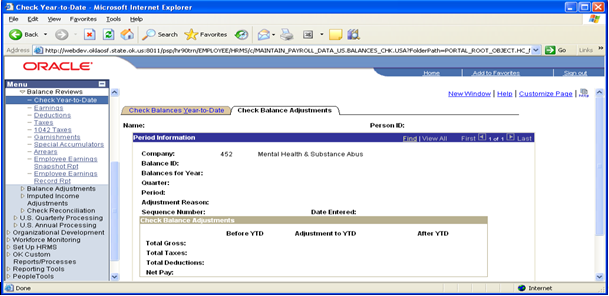 Check Year-to-Date - Microsoft Internet Explorer
File Edit View Favorites Tools Help
Back Search Favorites
Address http://webdev.oklaosf.state.ok.us:8011/psp/hr90trn/EMPLOYEE/HRMS/c/MAINTAIN_PAYROLL_DATA_US.BALANCES_CHK.USA?FolderPath=PORTAL_ROOT_OBJECT.HC_ Go Links
ORACLE
Home Add to Favorites Sign out
Menu
Balance Reviews
Check Year-to-Date
Earnings
Deductions
Taxes
1042 Taxes
Garnishments
Special Accumulators
Arrears
Employee Earnings
Snapshot Rpt
Employee Earnings
Record Rpt
Balance Adjustments
Imputed Income
Adjustments
Check Reconciliation
U.S. Quarterly Processing
U.S. Annual Processing
Organizational Development
Workforce Monitoring
Set Up HRMS
OK Custom
Reports/Processes
Reporting Tools
PeopleTools
New Window | Help | Customize Page |
Check Balances Year-to-Date Check Balance Adjustments
Name: Person ID:
Period Information Find | View All First 1 of 1 Last
Company: 452 Mental Health & Substance Abus
Balance ID:
Balances for Year:
Quarter:
Period:
Adjustment Reason:
Sequence Number: Date Entered:
Check Balance Adjustments
Before YTD Adjustment to YTD After YTD
Total Gross:
Total Taxes:
Total Deductions:
Net Pay:
Done Internet